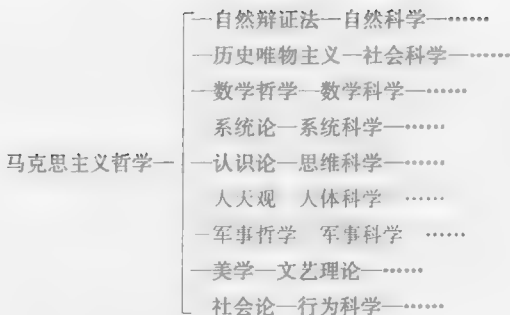 自然辩证法—自然科学—……
历史唯物主义—社会科学—……
数学哲学—数学科学—……
系统论—系统科学—……
马克思主义哲学—认识论—思维科学—……
人天观 人体科学 ……
军事哲学 军事科学 ……
美学—文艺理论—……
社会论—行为科学—……